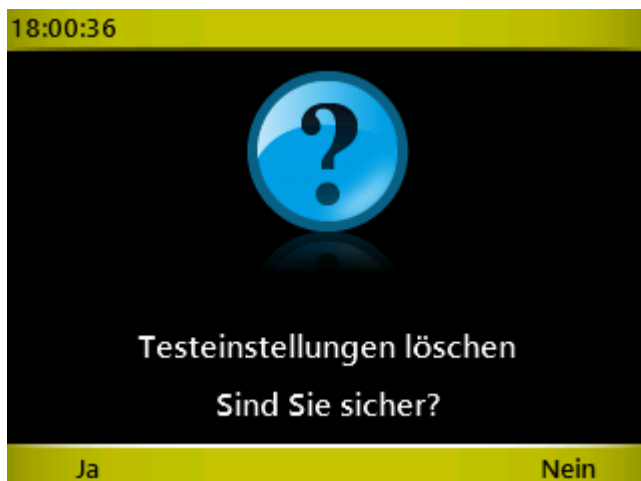 18:00:36
?
Testeinstellungen löschen
Sind Sie sicher?
Ja Nein